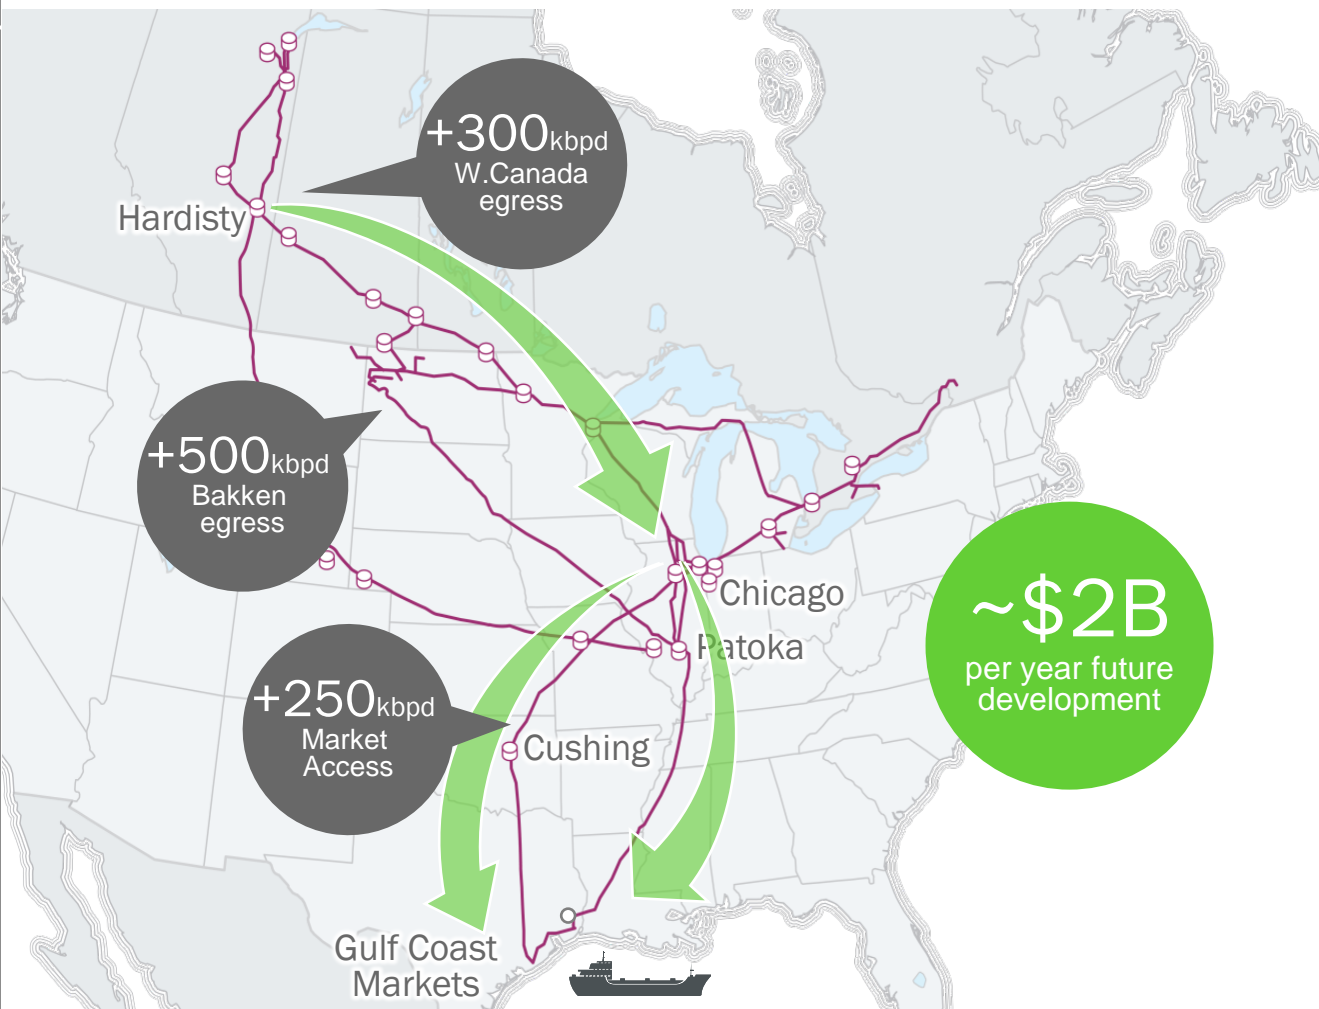 +300kbpd
W.Canada
egress
Hardisty
+500kbpd
Bakken
egress
Chicago
~$2B
per year future
development
Patoka
+250kbpd
Market
Access
Cushing
Gulf Coast
Markets